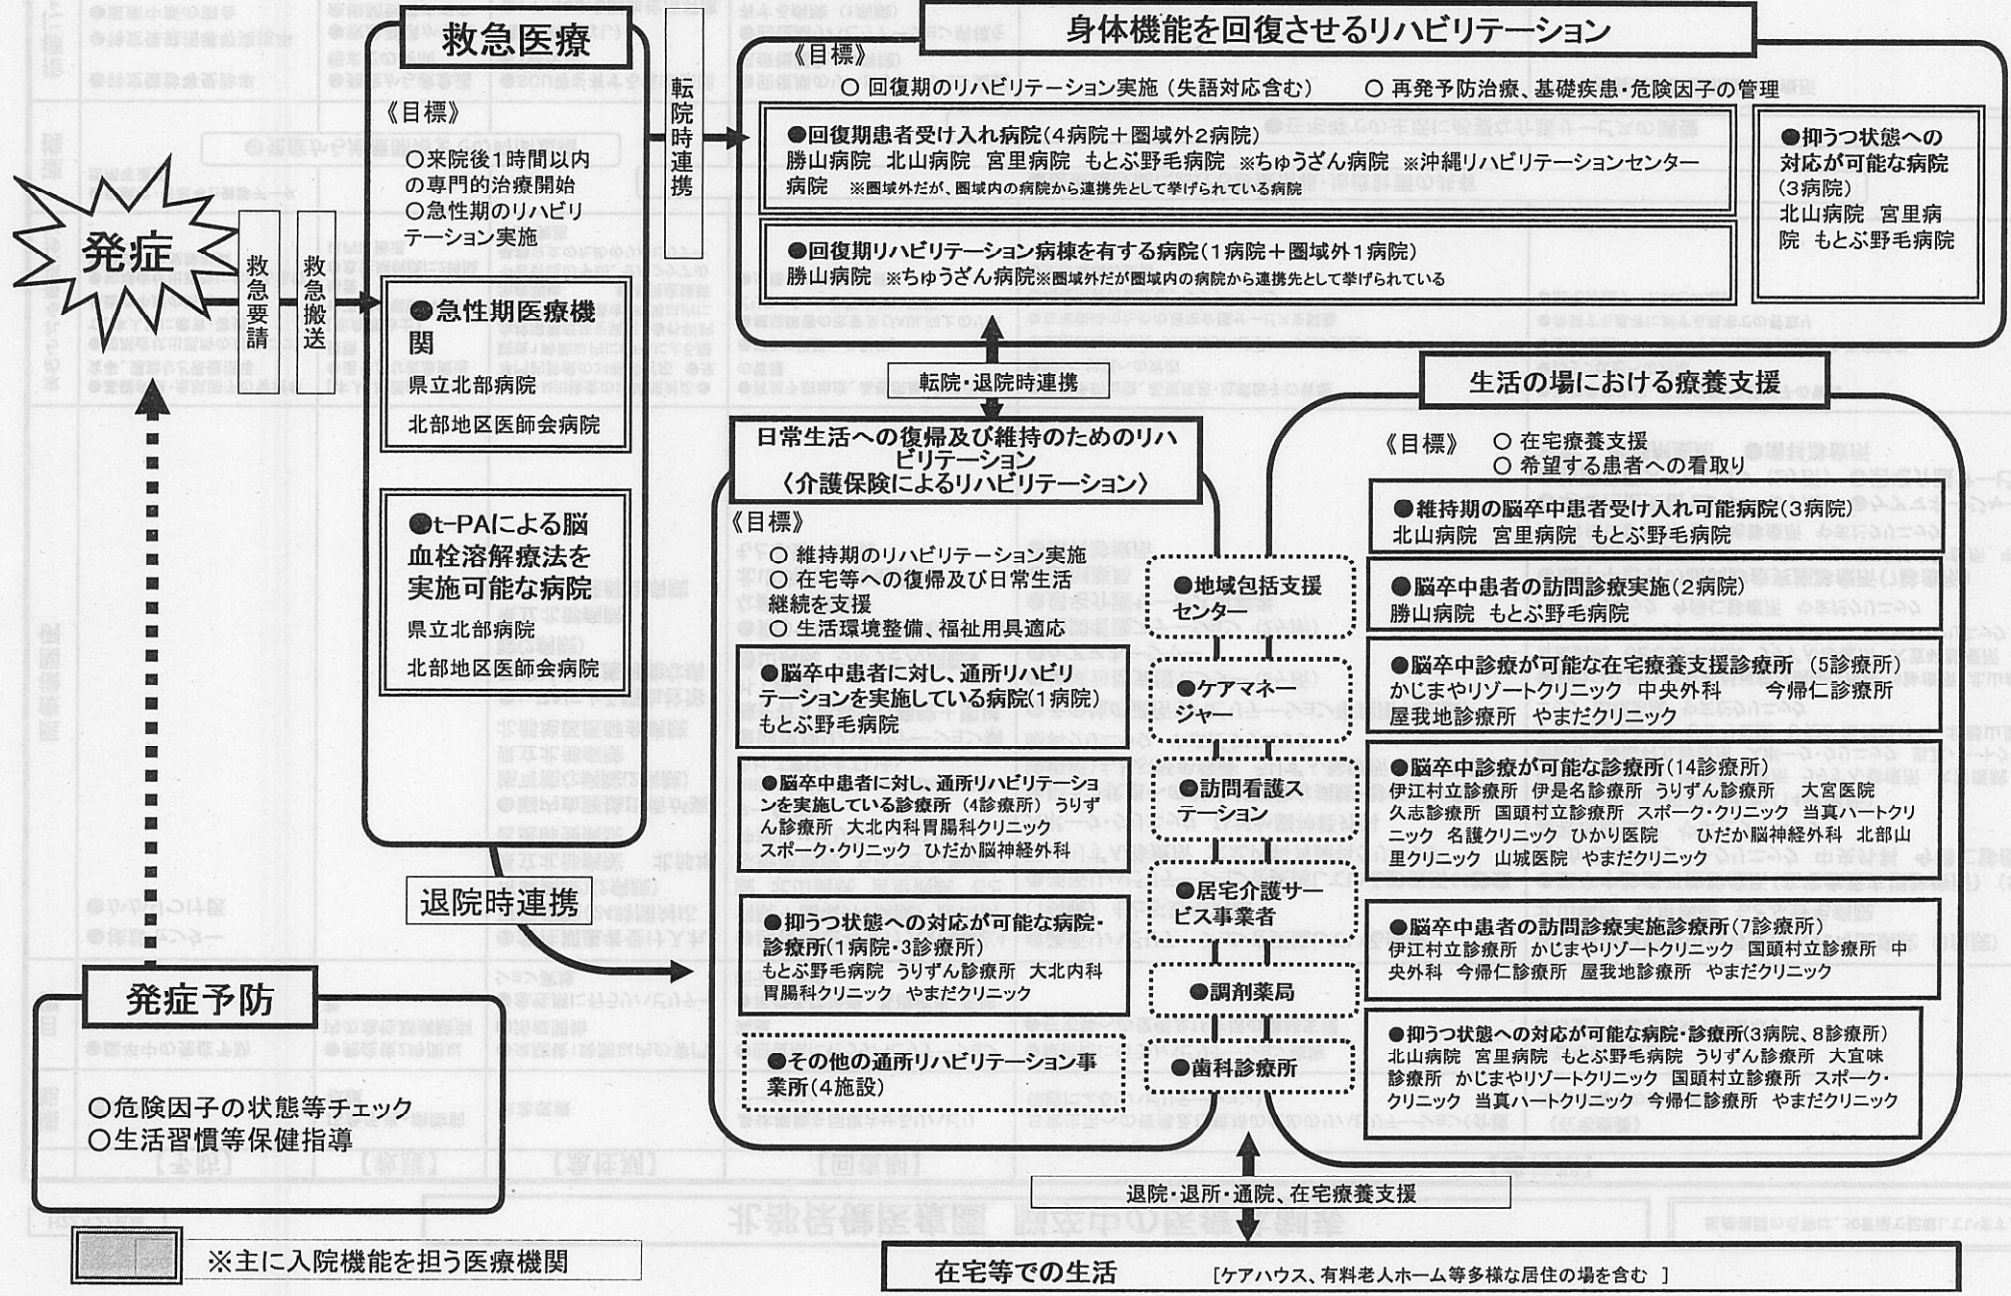 救急医療
《目標》
○来院後1時間以内
の専門的治療開始
○急性期のリハビリ
テーション実施
●急性期医療機
関
県立北部病院
北部地区医師会病院
●t-PAによる脳
血栓溶解療法を
実施可能な病院
県立北部病院
北部地区医師会病院
発症
救急要請
救急搬送
転院時連携
身体機能を回復させるリハビリテーション
《目標》
○ 回復期のリハビリテーション実施（失語対応含む） ○ 再発予防治療、基礎疾患・危険因子の管理
●回復期患者受け入れ病院(4病院＋圏域外2病院)
勝山病院 北山病院 宮里病院 もとぶ野毛病院 ※ちゅうざん病院 ※沖縄リハビリテーションセンター
病院 ※圏域外だが、圏域内の病院から連携先として挙げられている病院
●回復期リハビリテーション病棟を有する病院(1病院＋圏域外1病院)
勝山病院 ※ちゅうざん病院※圏域外だが圏域内の病院から連携先として挙げられている
●抑うつ状態への
対応が可能な病院
(3病院)
北山病院 宮里病
院 もとぶ野毛病院
転院・退院時連携
日常生活への復帰及び維持のためのリハ
ビリテーション
〈介護保険によるリハビリテーション〉
《目標》
○ 維持期のリハビリテーション実施
○ 在宅等への復帰及び日常生活
継続を支援
○ 生活環境整備、福祉用具適応
●脳卒中患者に対し、通所リハビリ
テーションを実施している病院(1病院)
もとぶ野毛病院
●脳卒中患者に対し、通所リハビリテーショ
ンを実施している診療所（4診療所） うりず
ん診療所 大北内科胃腸科クリニック
スポーク・クリニック ひだか脳神経外科
●抑うつ状態への対応が可能な病院・
診療所(1病院・3診療所)
もとぶ野毛病院 うりずん診療所 大北内科
胃腸科クリニック やまだクリニック
●その他の通所リハビリテーション事
業所(4施設)
●地域包括支援
センター
●ケアマネー
ジャー
●訪問看護ス
テーション
●居宅介護サー
ビス事業者
●調剤薬局
●歯科診療所
生活の場における療養支援
《目標》 ○ 在宅療養支援
○ 希望する患者への看取り
●維持期の脳卒中患者受け入れ可能病院(3病院)
北山病院 宮里病院 もとぶ野毛病院
●脳卒中患者の訪問診療実施(2病院)
勝山病院 もとぶ野毛病院
●脳卒中診療が可能な在宅療養支援診療所 （5診療所）
かじまやリゾートクリニック 中央外科 今帰仁診療所
屋我地診療所 やまだクリニック
●脳卒中診療が可能な診療所(14診療所)
伊江村立診療所 伊是名診療所 うりずん診療所 大宮医院
久志診療所 国頭村立診療所 スポーク・クリニック 当真ハートクリ
ニック 名護クリニック ひかり医院 ひだか脳神経外科 北部山
里クリニック 山城医院 やまだクリニック
●脳卒中患者の訪問診療実施診療所(7診療所)
伊江村立診療所 かじまやリゾートクリニック 国頭村立診療所 中
央外科 今帰仁診療所 屋我地診療所 やまだクリニック
●抑うつ状態への対応が可能な病院・診療所(3病院、8診療所)
北山病院 宮里病院 もとぶ野毛病院 うりずん診療所 大宜味
診療所 かじまやリゾートクリニック 国頭村立診療所 スポーク・
クリニック 当真ハートクリニック 今帰仁診療所 やまだクリニック
退院時連携
発症予防
○危険因子の状態等チェック
○生活習慣等保健指導
退院・退所・通院、在宅療養支援
※主に入院機能を担う医療機関
在宅等での生活 ［ケアハウス、有料老人ホーム等多様な居住の場を含む ］